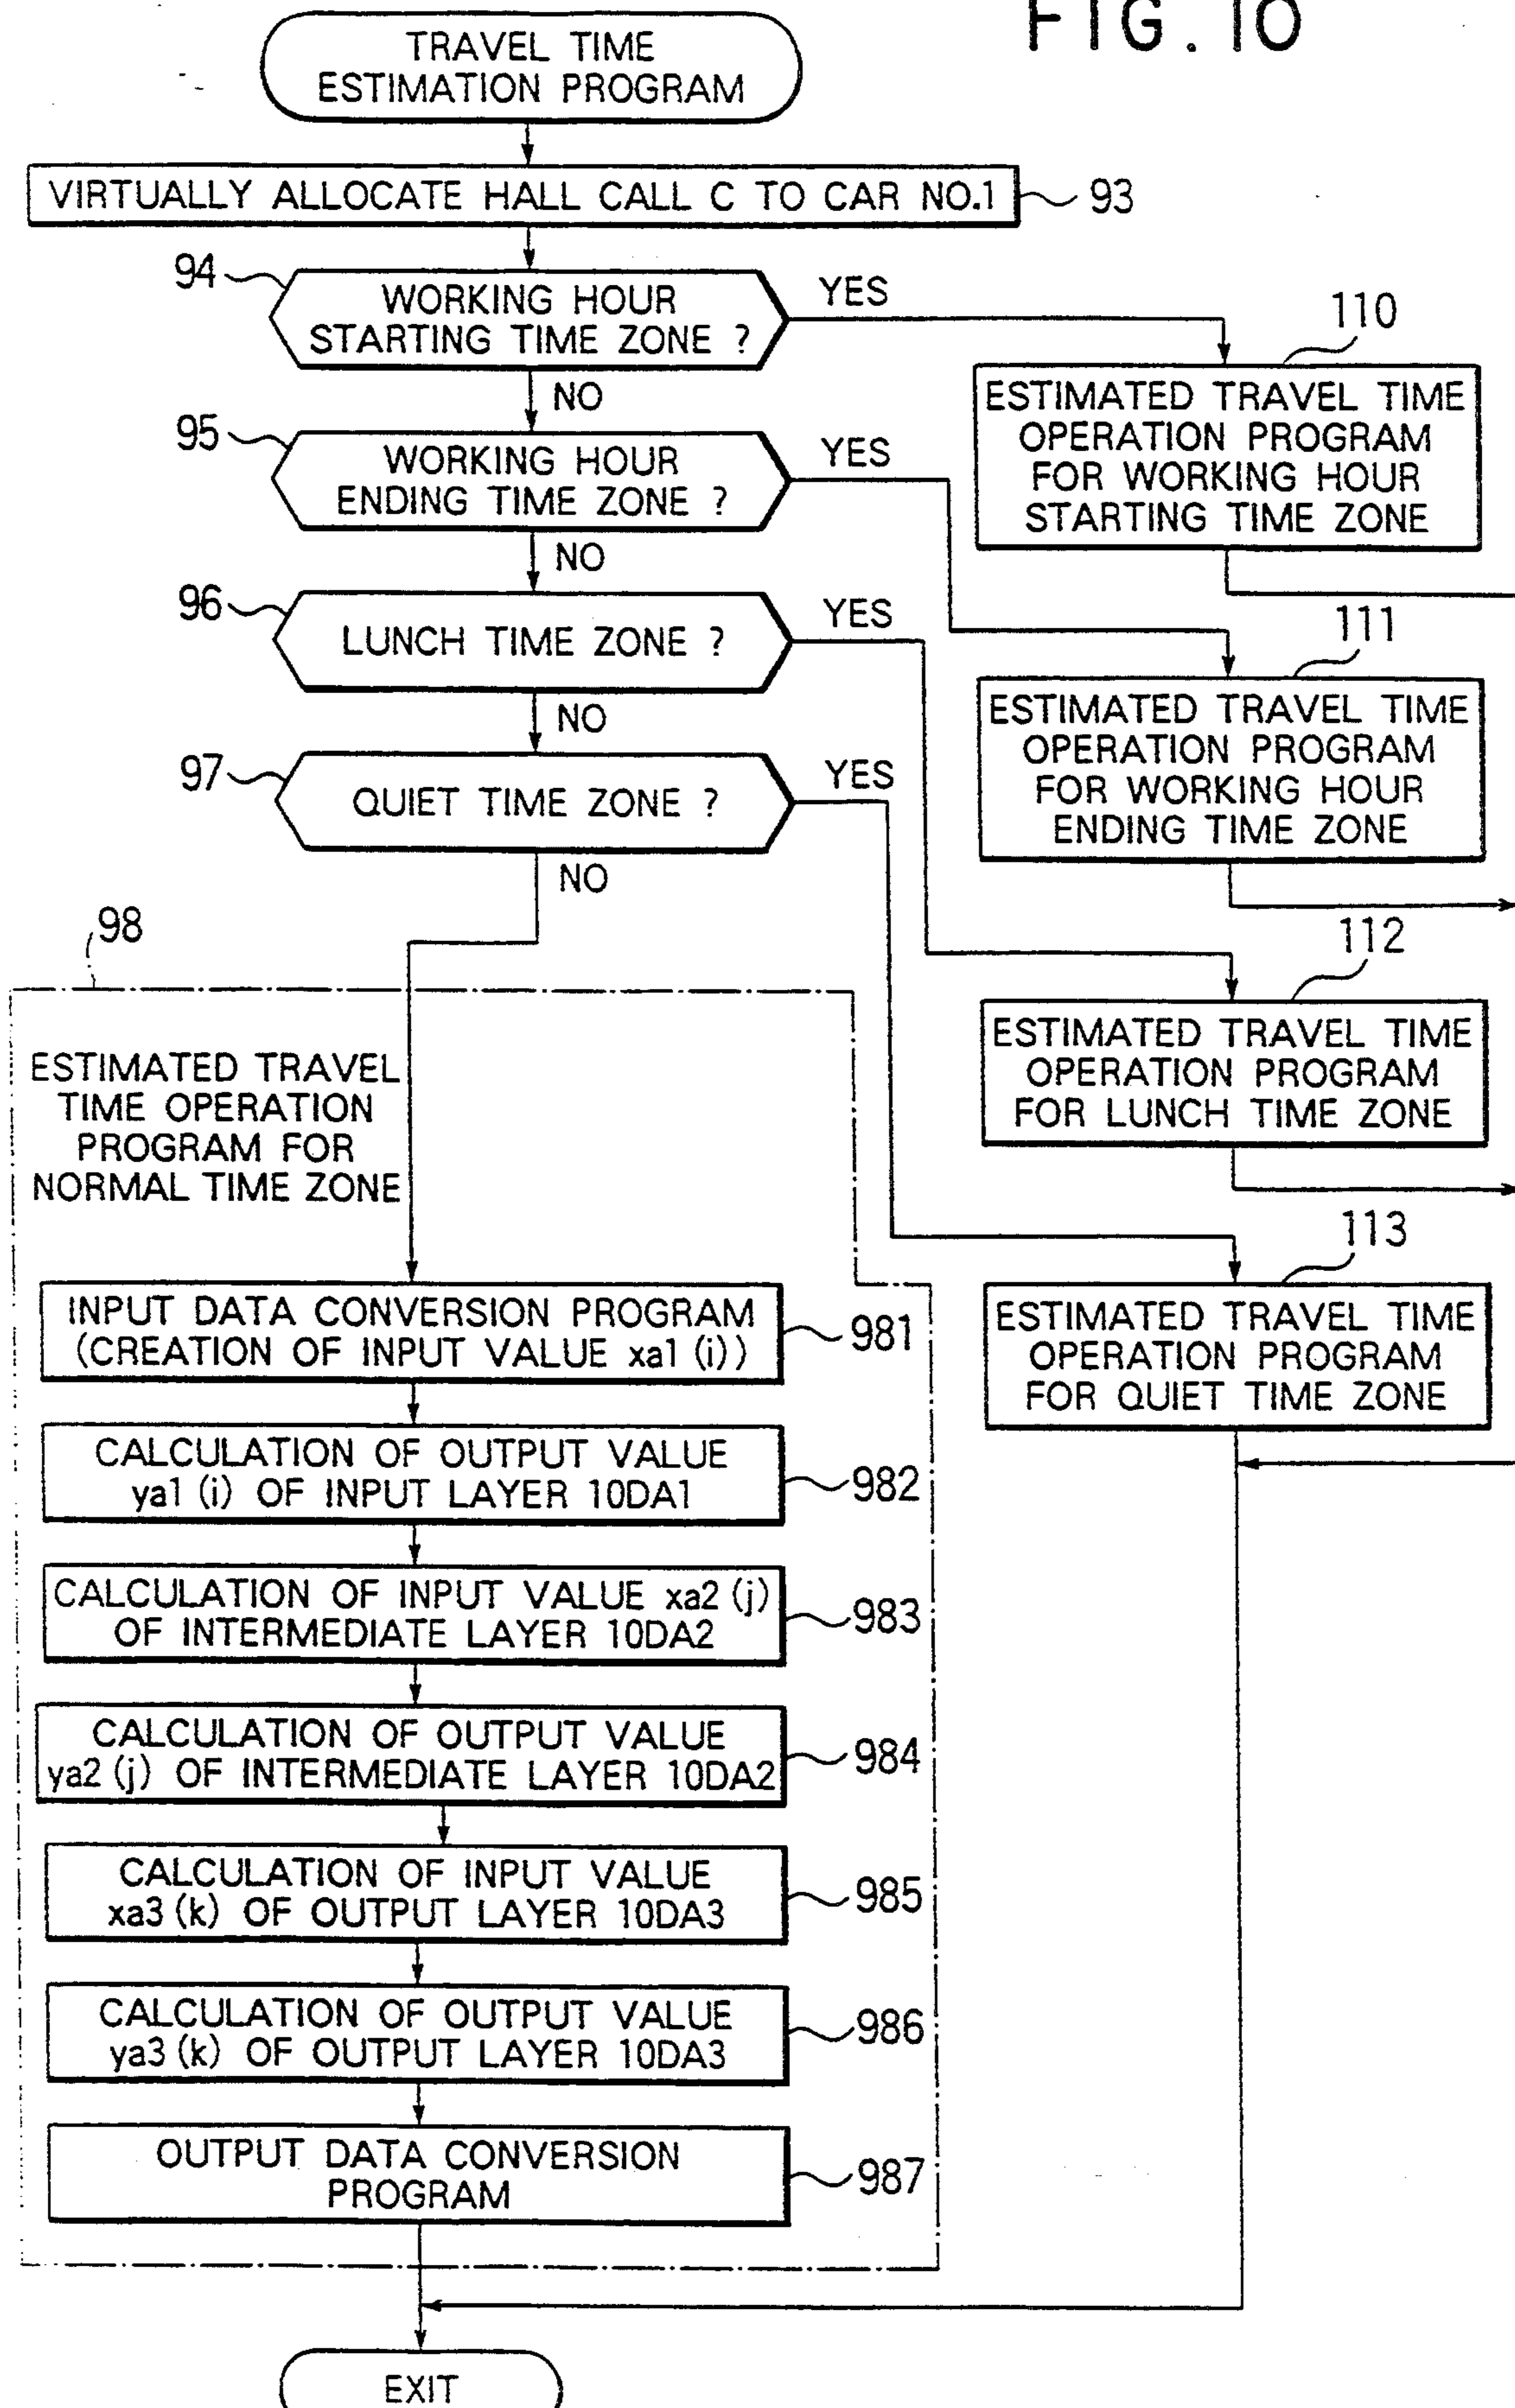 FIG. 10
TRAVEL TIME
ESTIMATION PROGRAM
VIRTUALLY ALLOCATE HALL CALL C TO CAR NO.1
93
94
WORKING HOUR
STARTING TIME ZONE ?
YES
NO
110
ESTIMATED TRAVEL TIME
OPERATION PROGRAM
FOR WORKING HOUR
STARTING TIME ZONE
95
WORKING HOUR
ENDING TIME ZONE ?
YES
NO
111
ESTIMATED TRAVEL TIME
OPERATION PROGRAM
FOR WORKING HOUR
ENDING TIME ZONE
96
LUNCH TIME ZONE ?
YES
NO
112
ESTIMATED TRAVEL TIME
OPERATION PROGRAM
FOR LUNCH TIME ZONE
97
QUIET TIME ZONE ?
YES
NO
113
ESTIMATED TRAVEL TIME
OPERATION PROGRAM
FOR QUIET TIME ZONE
98
ESTIMATED TRAVEL
TIME OPERATION
PROGRAM FOR
NORMAL TIME ZONE
INPUT DATA CONVERSION PROGRAM
(CREATION OF INPUT VALUE xa1 (i))
981
CALCULATION OF OUTPUT VALUE
ya1 (i) OF INPUT LAYER 10DA1
982
CALCULATION OF INPUT VALUE xa2 (j)
OF INTERMEDIATE LAYER 10DA2
983
CALCULATION OF OUTPUT VALUE
ya2 (j) OF INTERMEDIATE LAYER 10DA2
984
CALCULATION OF INPUT VALUE
xa3 (k) OF OUTPUT LAYER 10DA3
985
CALCULATION OF OUTPUT VALUE
ya3 (k) OF OUTPUT LAYER 10DA3
986
OUTPUT DATA CONVERSION
PROGRAM
987
EXIT